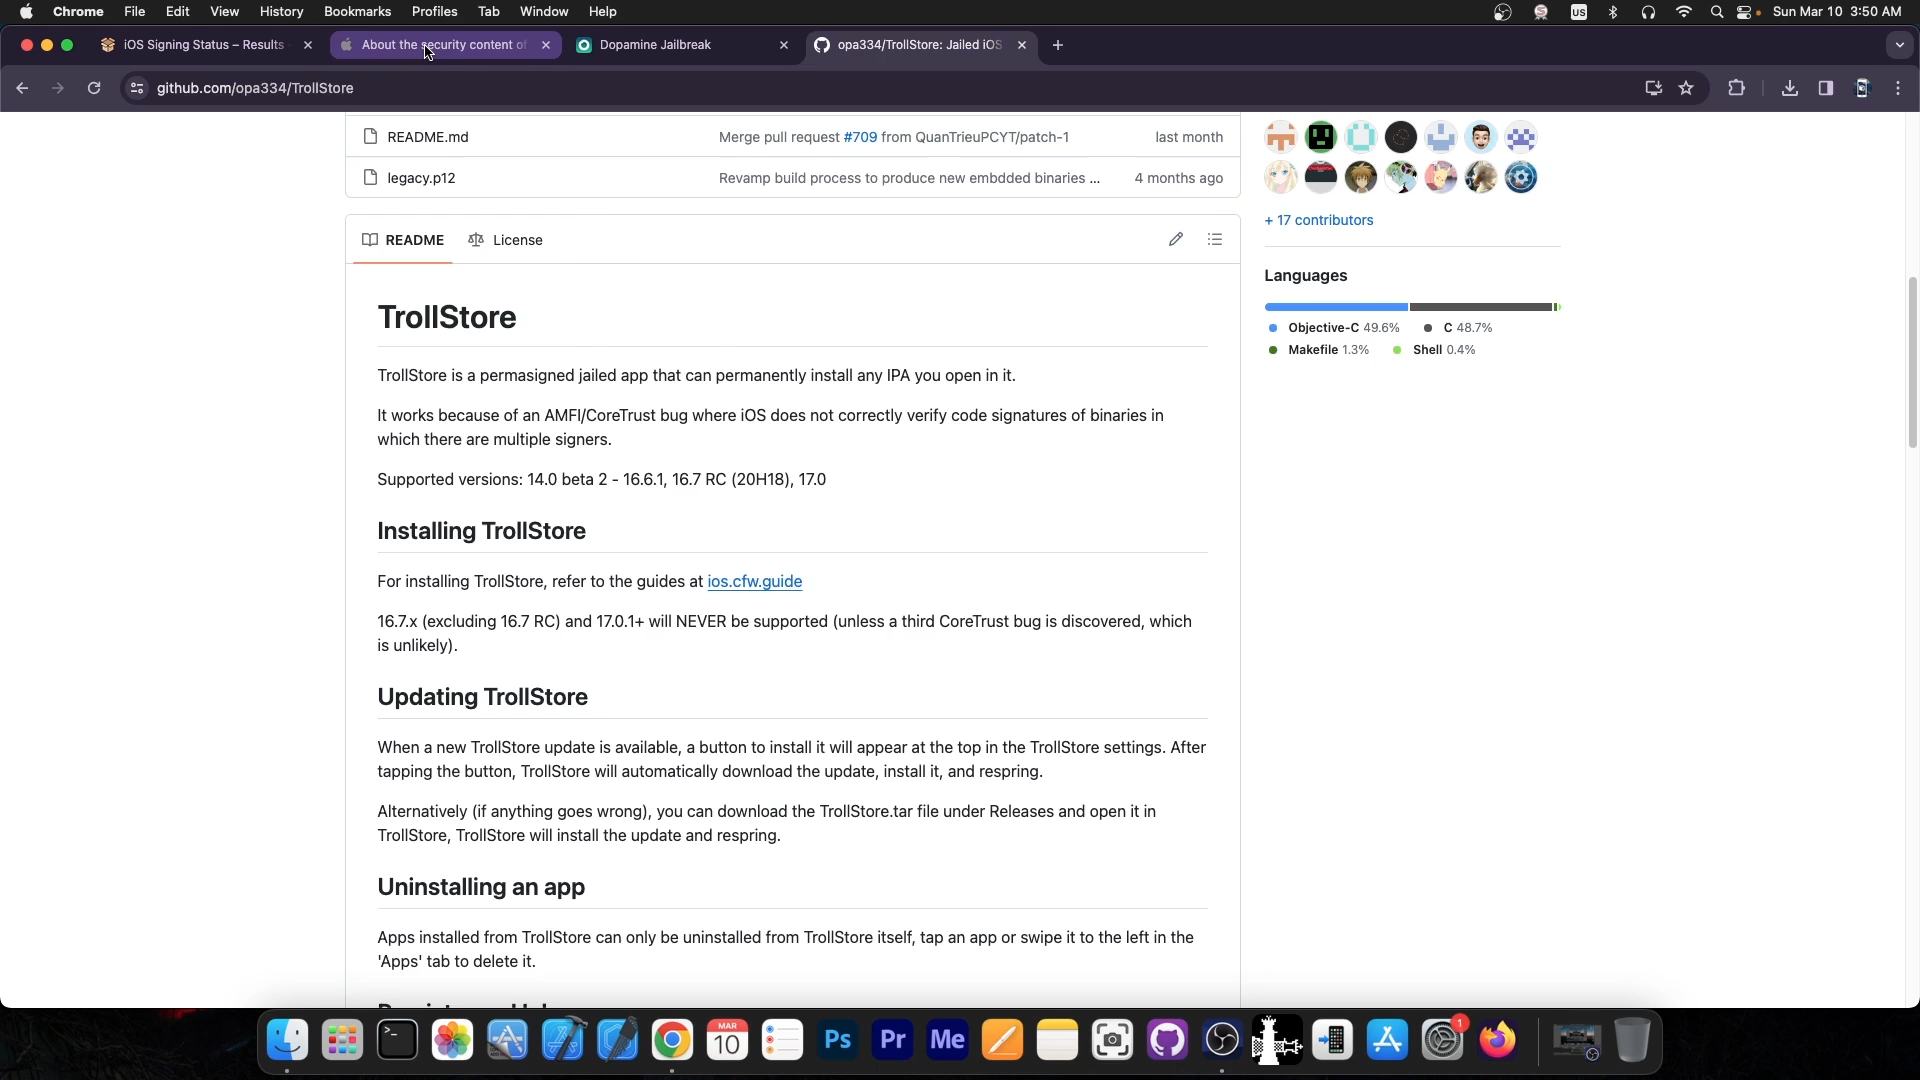 Chrome File Edit View History Bookmarks Profiles Tab Window Help US Sun Mar 10 3:50 AM
iOS Signing Status – Results
About the security content of
Dopamine Jailbreak
opa334/TrollStore: Jailed iOS
github.com/opa334/TrollStore
README.md Merge pull request #709 from QuanTrieuPCYT/patch-1 last month
legacy.p12 Revamp build process to produce new embdded binaries ... 4 months ago
+ 17 contributors
README License
Languages
Objective-C 49.6% C 48.7%
Makefile 1.3% Shell 0.4%
TrollStore
TrollStore is a permasigned jailed app that can permanently install any IPA you open in it.
It works because of an AMFI/CoreTrust bug where iOS does not correctly verify code signatures of binaries in
which there are multiple signers.
Supported versions: 14.0 beta 2 - 16.6.1, 16.7 RC (20H18), 17.0
Installing TrollStore
For installing TrollStore, refer to the guides at ios.cfw.guide
16.7.x (excluding 16.7 RC) and 17.0.1+ will NEVER be supported (unless a third CoreTrust bug is discovered, which
is unlikely).
Updating TrollStore
When a new TrollStore update is available, a button to install it will appear at the top in the TrollStore settings. After
tapping the button, TrollStore will automatically download the update, install it, and respring.
Alternatively (if anything goes wrong), you can download the TrollStore.tar file under Releases and open it in
TrollStore, TrollStore will install the update and respring.
Uninstalling an app
Apps installed from TrollStore can only be uninstalled from TrollStore itself, tap an app or swipe it to the left in the
'Apps' tab to delete it.
MAR
10
Ps
Pr
Me
1